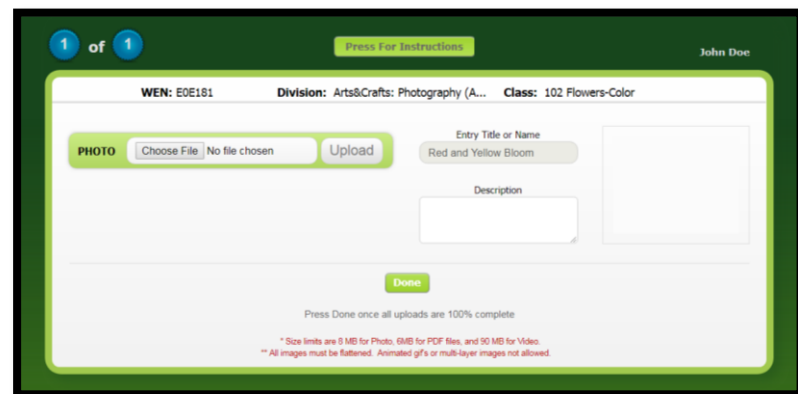 1 of 1
Press For Instructions
John Doe
WEN: E0E181 Division: Arts&Crafts: Photography (A... Class: 102 Flowers-Color
PHOTO Choose File No file chosen Upload
Entry Title or Name
Red and Yellow Bloom
Description
Done
Press Done once all uploads are 100% complete
* Size limits are 8 MB for Photo, 6MB for PDF files, and 90 MB for Video.
** All images must be flattened. Animated gif's or multi-layer images not allowed.